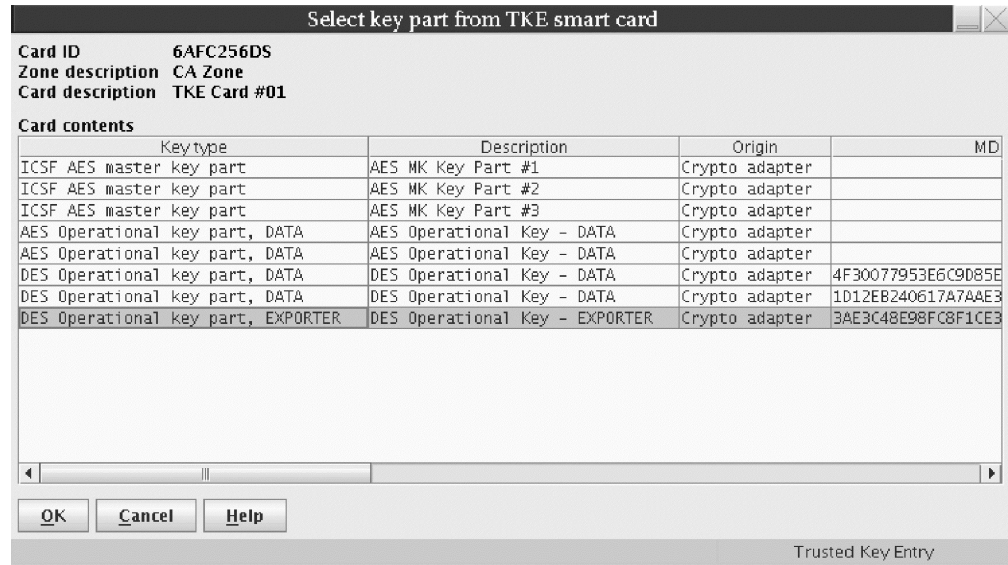 Select key part from TKE smart card
Card ID 6AFC256DS
Zone description CA Zone
Card description TKE Card #01
Card contents
Key type Description Origin MD
ICSF AES master key part AES MK Key Part #1 Crypto adapter
ICSF AES master key part AES MK Key Part #2 Crypto adapter
ICSF AES master key part AES MK Key Part #3 Crypto adapter
AES Operational key part, DATA AES Operational Key - DATA Crypto adapter
AES Operational key part, DATA AES Operational Key - DATA Crypto adapter
DES Operational key part, DATA DES Operational Key - DATA Crypto adapter 4F30077953E6C9D85E
DES Operational key part, DATA DES Operational Key - DATA Crypto adapter 1D12EB240617A7AAE3
DES Operational key part, EXPORTER DES Operational Key - EXPORTER Crypto adapter 3AE3C48E98FC8F1CE3
OK Cancel Help
Trusted Key Entry